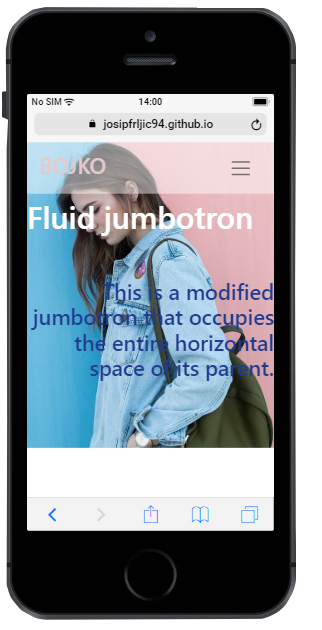 No SIM 14:00
josipfrljic94.github.io
BOJKO
Fluid jumbotron
This is a modified
jumbotron that occupies
the entire horizontal
space of its parent.